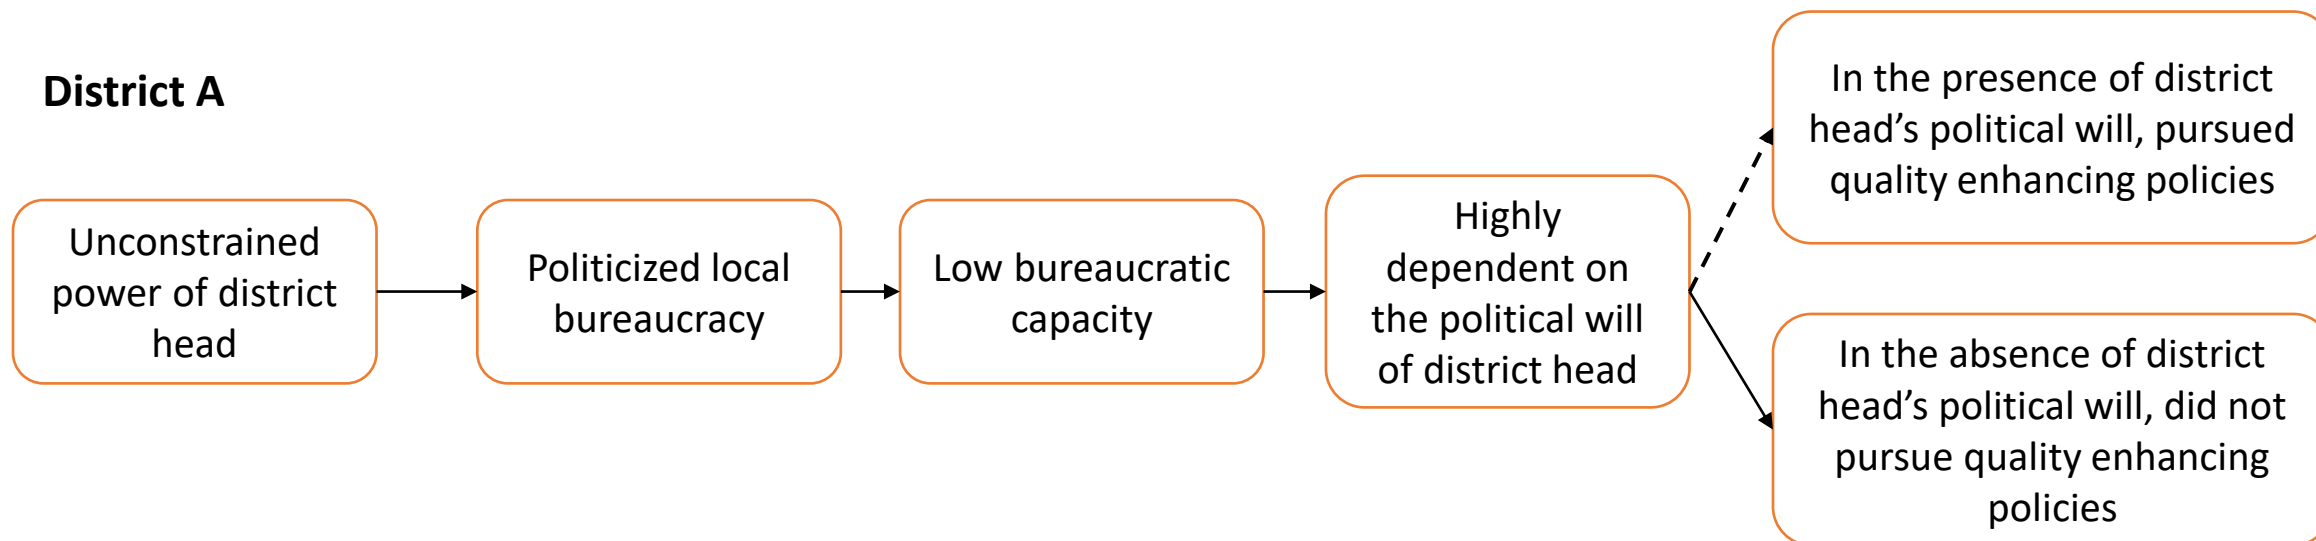 District A
Unconstrained
power of district
head
Politicized local
bureaucracy
Low bureaucratic
capacity
Highly
dependent on
the political will
of district head
In the presence of district
head’s political will, pursued
quality enhancing policies
In the absence of district
head’s political will, did not
pursue quality enhancing
policies